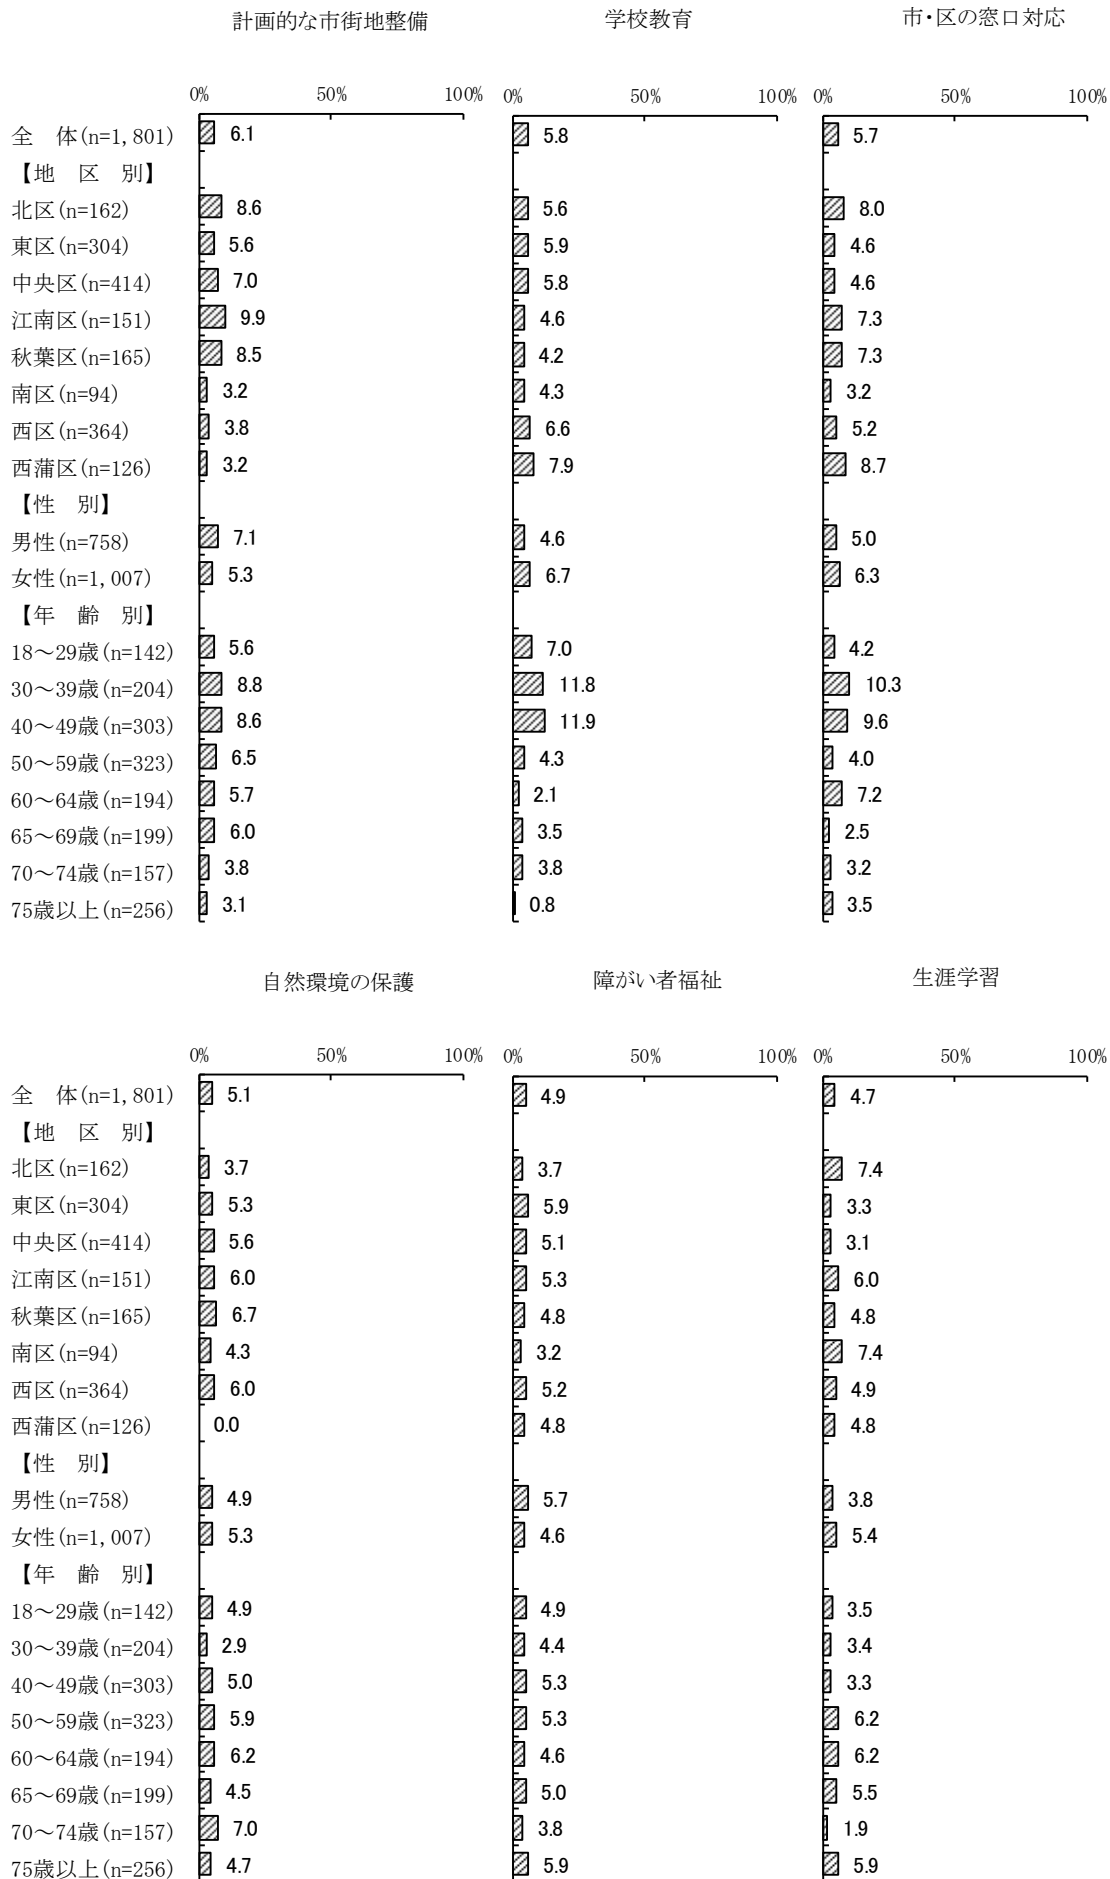 計画的な市街地整備 学校教育 市・区の窓口対応
0% 50% 100% 0% 50% 100% 0% 50% 100%
全　体(n=1,801) 6.1 5.8 5.7
【地　区　別】
北区(n=162) 8.6 5.6 8.0
東区(n=304) 5.6 5.9 4.6
中央区(n=414) 7.0 5.8 4.6
江南区(n=151) 9.9 4.6 7.3
秋葉区(n=165) 8.5 4.2 7.3
南区(n=94) 3.2 4.3 3.2
西区(n=364) 3.8 6.6 5.2
西蒲区(n=126) 3.2 7.9 8.7
【性　別】
男性(n=758) 7.1 4.6 5.0
女性(n=1,007) 5.3 6.7 6.3
【年　齢　別】
18～29歳(n=142) 5.6 7.0 4.2
30～39歳(n=204) 8.8 11.8 10.3
40～49歳(n=303) 8.6 11.9 9.6
50～59歳(n=323) 6.5 4.3 4.0
60～64歳(n=194) 5.7 2.1 7.2
65～69歳(n=199) 6.0 3.5 2.5
70～74歳(n=157) 3.8 3.8 3.2
75歳以上(n=256) 3.1 0.8 3.5
自然環境の保護 障がい者福祉 生涯学習
0% 50% 100% 0% 50% 100% 0% 50% 100%
全　体(n=1,801) 5.1 4.9 4.7
【地　区　別】
北区(n=162) 3.7 3.7 7.4
東区(n=304) 5.3 5.9 3.3
中央区(n=414) 5.6 5.1 3.1
江南区(n=151) 6.0 5.3 6.0
秋葉区(n=165) 6.7 4.8 4.8
南区(n=94) 4.3 3.2 7.4
西区(n=364) 6.0 5.2 4.9
西蒲区(n=126) 0.0 4.8 4.8
【性　別】
男性(n=758) 4.9 5.7 3.8
女性(n=1,007) 5.3 4.6 5.4
【年　齢　別】
18～29歳(n=142) 4.9 4.9 3.5
30～39歳(n=204) 2.9 4.4 3.4
40～49歳(n=303) 5.0 5.3 3.3
50～59歳(n=323) 5.9 5.3 6.2
60～64歳(n=194) 6.2 4.6 6.2
65～69歳(n=199) 4.5 5.0 5.5
70～74歳(n=157) 7.0 3.8 1.9
75歳以上(n=256) 4.7 5.9 5.9